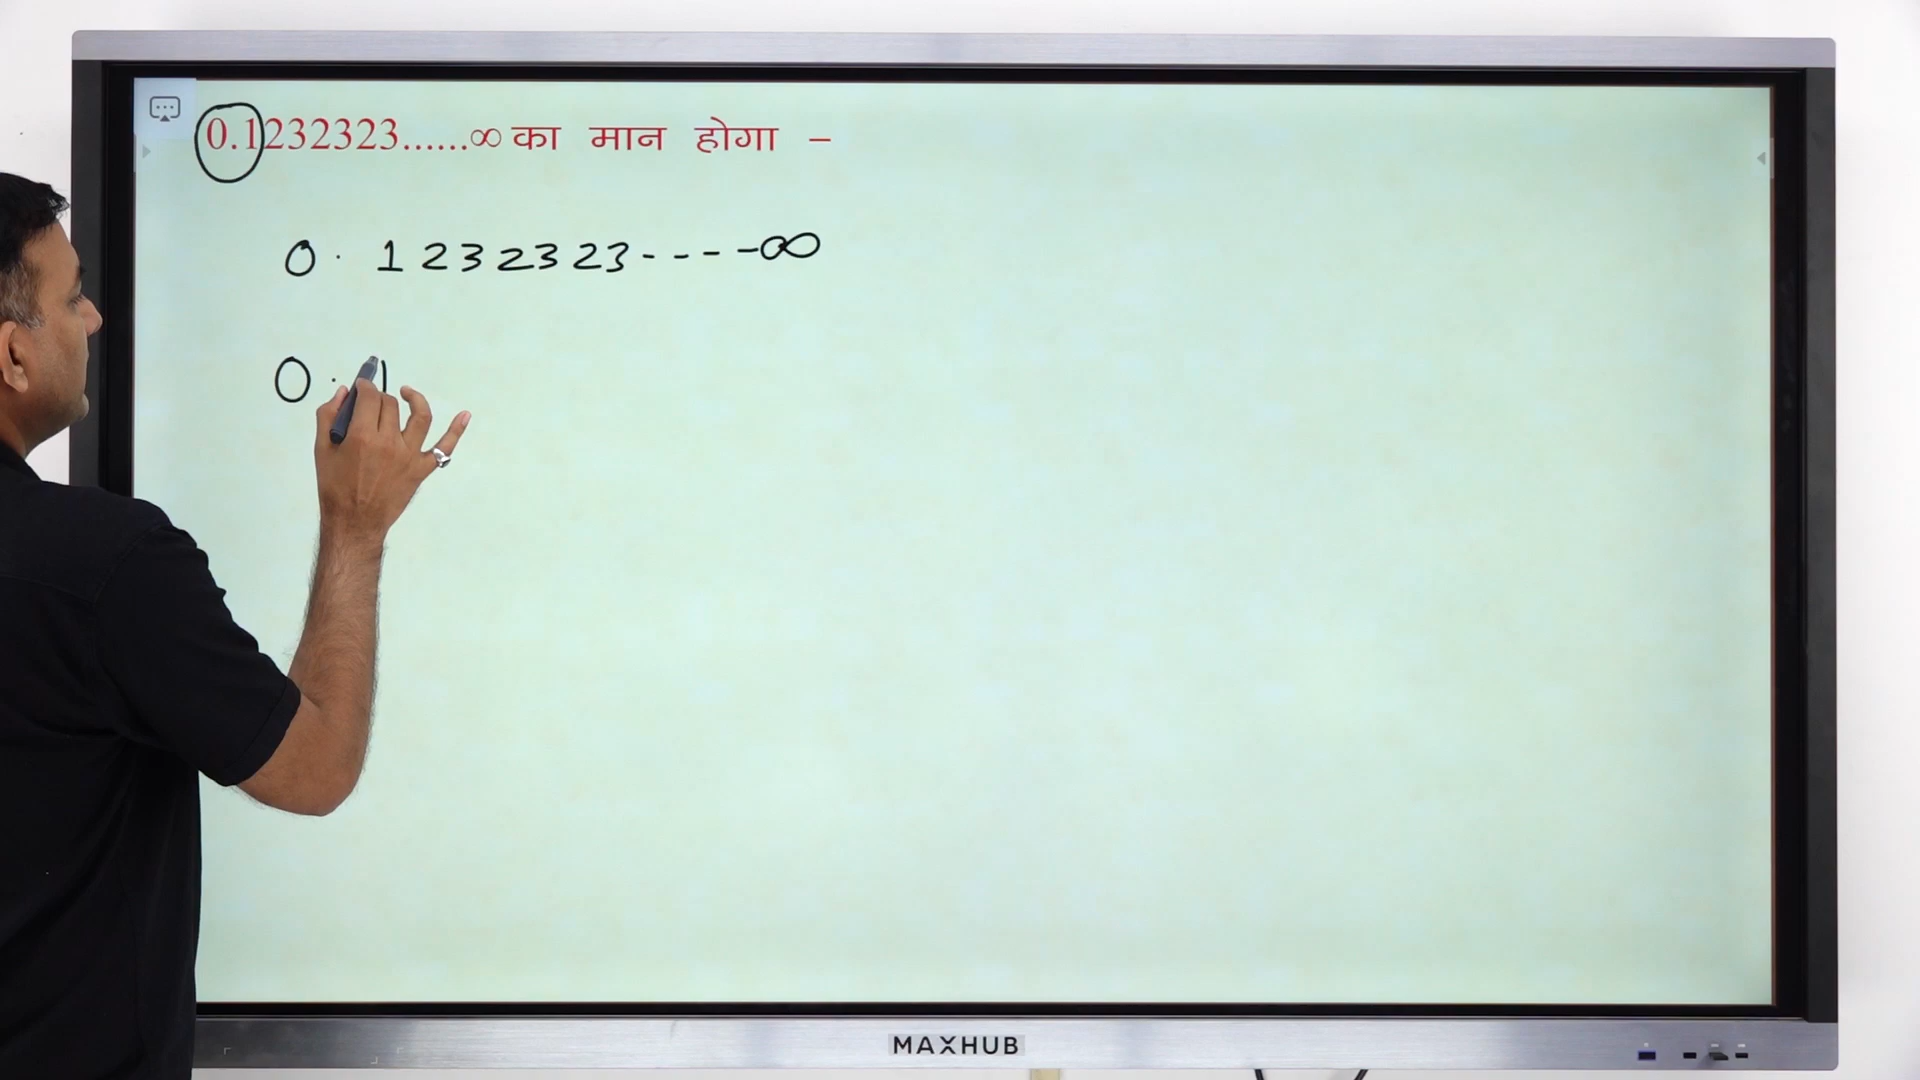 0.1232323......∞ का मान होगा –
0 . 1 2 3 2 3 2 3 - - - - ∞
0 . 1
MAXHUB